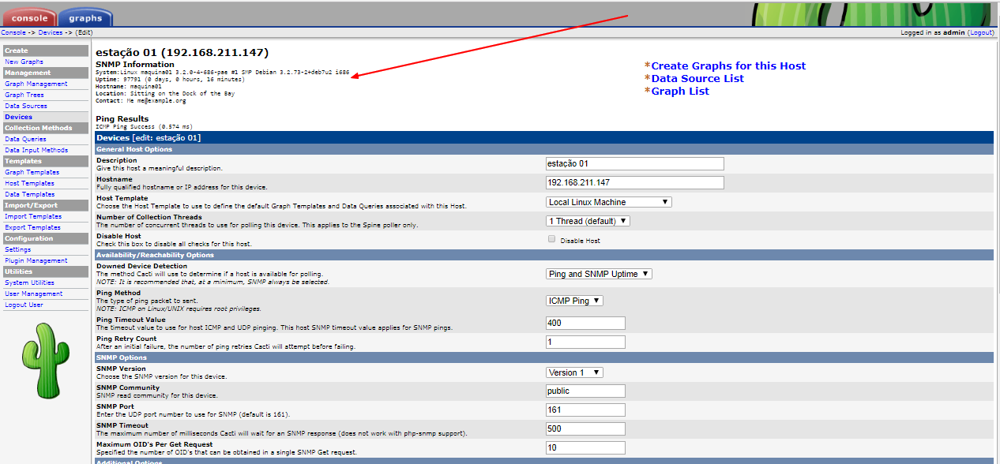 console graphs
Console -> Devices -> (Edit)
Logged in as admin (Logout)
Create
New Graphs
Management
Graph Management
Graph Trees
Data Sources
Devices
Collection Methods
Data Queries
Data Input Methods
Templates
Graph Templates
Host Templates
Data Templates
Import/Export
Import Templates
Export Templates
Configuration
Settings
Plugin Management
Utilities
System Utilities
User Management
Logout User
estação 01 (192.168.211.147)
SNMP Information
System:Linux maquina01 3.2.0-4-686-pae #1 SMP Debian 3.2.73-2+deb7u2 i686
Uptime: 97791 (0 days, 0 hours, 16 minutes)
Hostname: maquina01
Location: Sitting on the Dock of the Bay
Contact: Me me@example.org
*Create Graphs for this Host
*Data Source List
*Graph List
Ping Results
ICMP Ping Success (0.574 ms)
Devices [edit: estação 01]
General Host Options
Description
Give this host a meaningful description.
estação 01
Hostname
Fully qualified hostname or IP address for this device.
192.168.211.147
Host Template
Choose the Host Template to use to define the default Graph Templates and Data Queries associated with this Host.
Local Linux Machine
Number of Collection Threads
The number of concurrent threads to use for polling this device. This applies to the Spine poller only.
1 Thread (default)
Disable Host
Check this box to disable all checks for this host.
Disable Host
Availability/Reachability Options
Downed Device Detection
The method Cacti will use to determine if a host is available for polling.
NOTE: It is recommended that, at a minimum, SNMP always be selected.
Ping and SNMP Uptime
Ping Method
The type of ping packet to sent.
NOTE: ICMP on Linux/UNIX requires root privileges.
ICMP Ping
Ping Timeout Value
The timeout value to use for host ICMP and UDP pinging. This host SNMP timeout value applies for SNMP pings.
400
Ping Retry Count
After an initial failure, the number of ping retries Cacti will attempt before failing.
1
SNMP Options
SNMP Version
Choose the SNMP version for this device.
Version 1
SNMP Community
SNMP read community for this device.
public
SNMP Port
Enter the UDP port number to use for SNMP (default is 161).
161
SNMP Timeout
The maximum number of milliseconds Cacti will wait for an SNMP response (does not work with php-snmp support).
500
Maximum OID's Per Get Request
Specified the number of OID's that can be obtained in a single SNMP Get request.
10
Additional Options